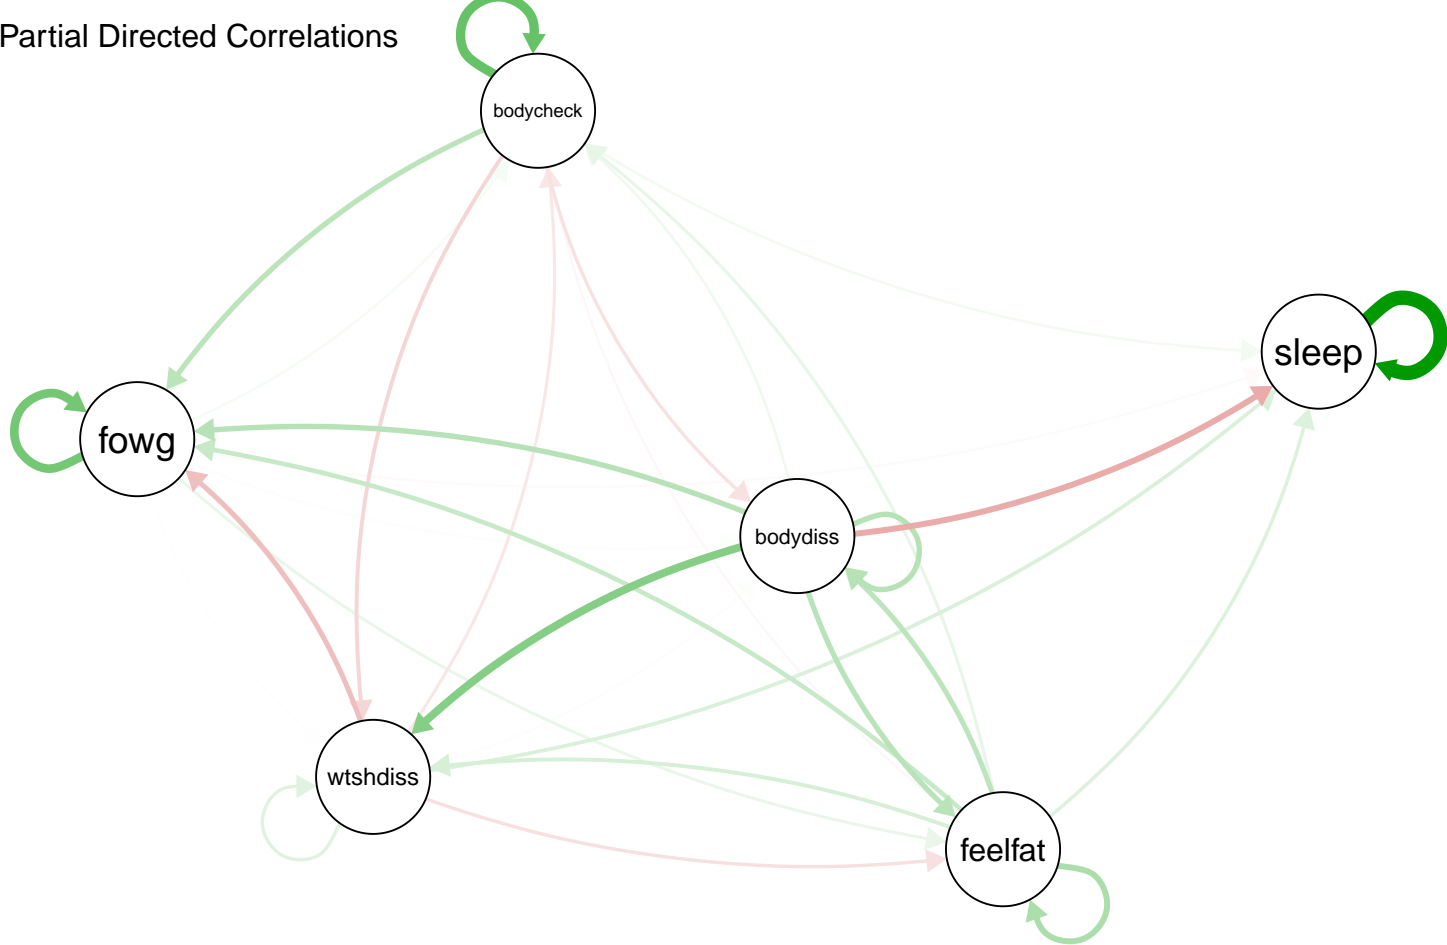 Partial Directed Correlations
bodycheck
sleep
fowg
bodydiss
wtshdiss
feelfat